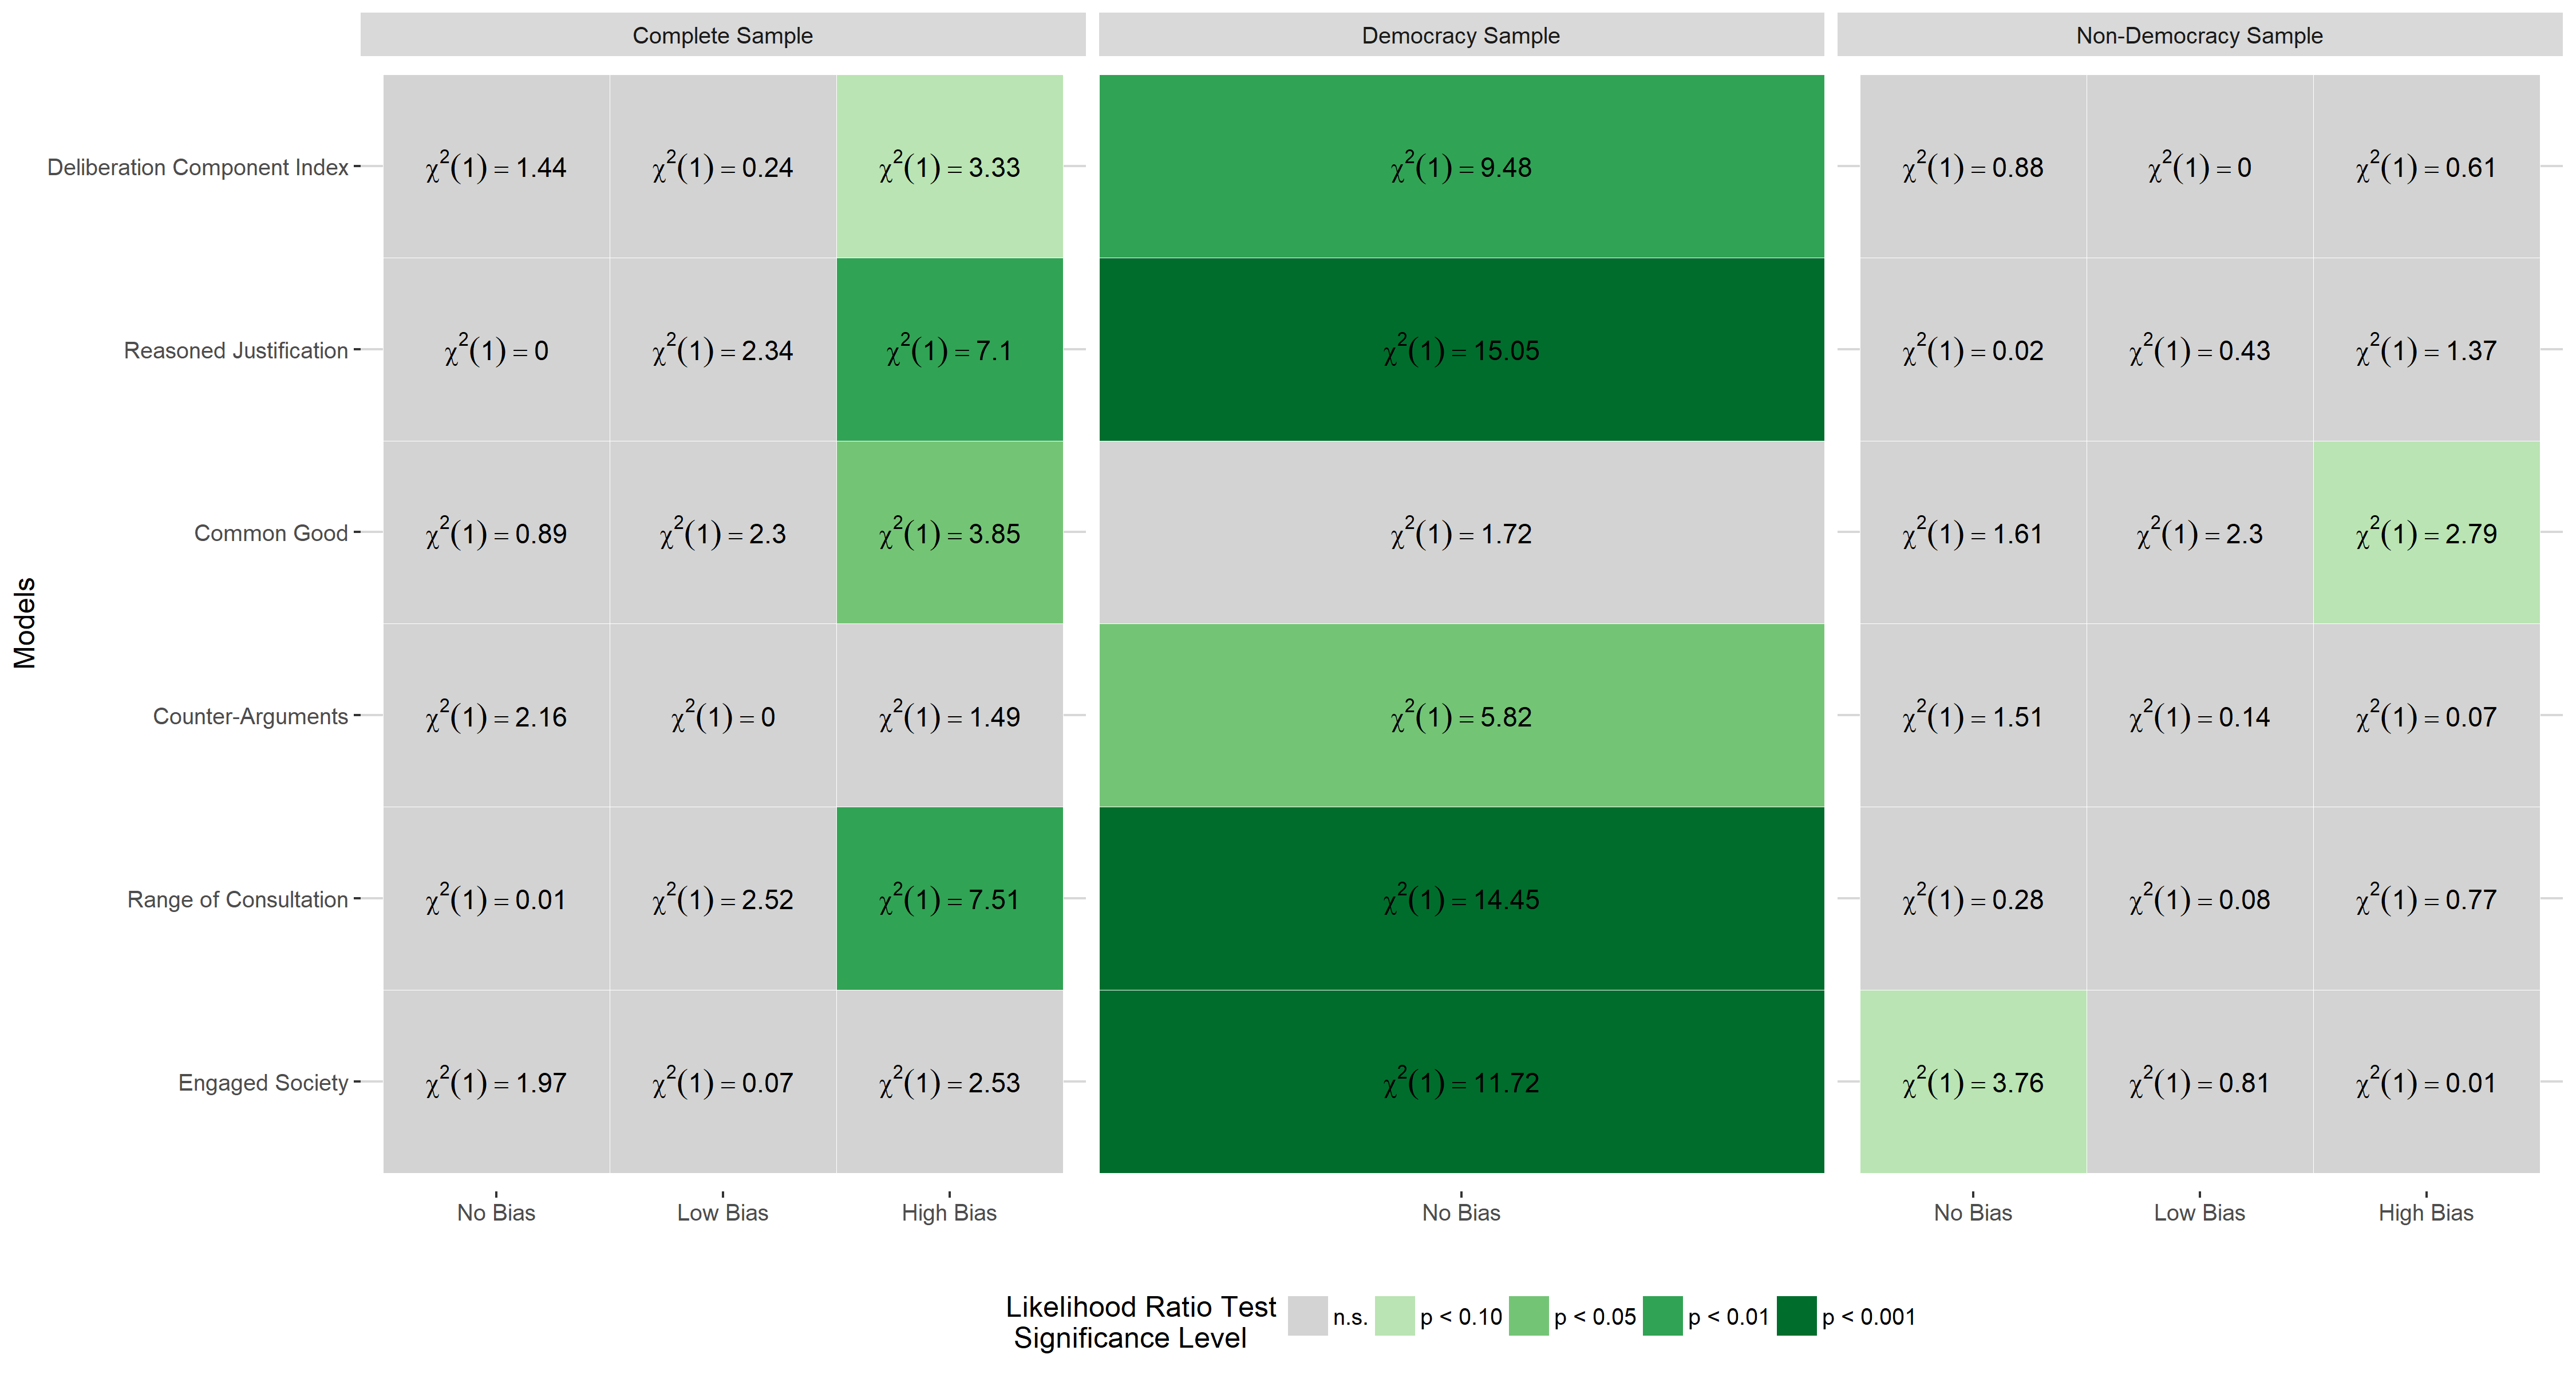 Complete Sample Democracy Sample Non-Democracy Sample
Deliberation Component Index χ²(1) = 1.44 χ²(1) = 0.24 χ²(1) = 3.33 χ²(1) = 9.48 χ²(1) = 0.88 χ²(1) = 0 χ²(1) = 0.61
Reasoned Justification χ²(1) = 0 χ²(1) = 2.34 χ²(1) = 7.1 χ²(1) = 15.05 χ²(1) = 0.02 χ²(1) = 0.43 χ²(1) = 1.37
Common Good χ²(1) = 0.89 χ²(1) = 2.3 χ²(1) = 3.85 χ²(1) = 1.72 χ²(1) = 1.61 χ²(1) = 2.3 χ²(1) = 2.79
Models
Counter-Arguments χ²(1) = 2.16 χ²(1) = 0 χ²(1) = 1.49 χ²(1) = 5.82 χ²(1) = 1.51 χ²(1) = 0.14 χ²(1) = 0.07
Range of Consultation χ²(1) = 0.01 χ²(1) = 2.52 χ²(1) = 7.51 χ²(1) = 14.45 χ²(1) = 0.28 χ²(1) = 0.08 χ²(1) = 0.77
Engaged Society χ²(1) = 1.97 χ²(1) = 0.07 χ²(1) = 2.53 χ²(1) = 11.72 χ²(1) = 3.76 χ²(1) = 0.81 χ²(1) = 0.01
No Bias Low Bias High Bias No Bias No Bias Low Bias High Bias
Likelihood Ratio Test
Significance Level
n.s. p < 0.10 p < 0.05 p < 0.01 p < 0.001